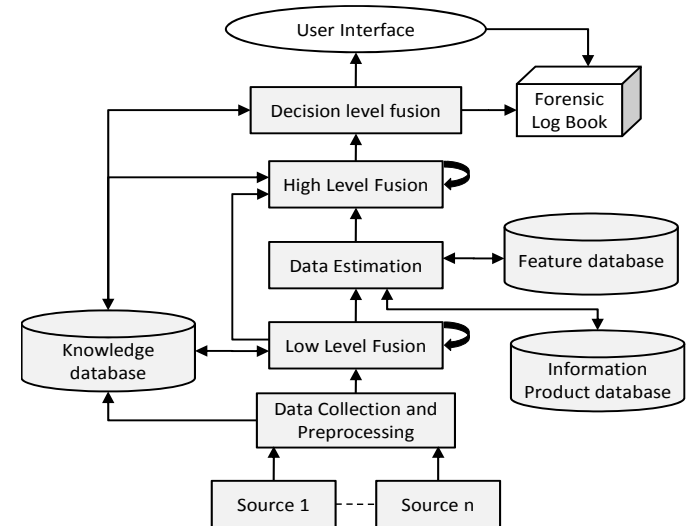 User Interface
Decision level fusion
Forensic
Log Book
High Level Fusion
Data Estimation
Feature database
Knowledge
database
Low Level Fusion
Information
Product database
Data Collection and
Preprocessing
Source 1
Source n